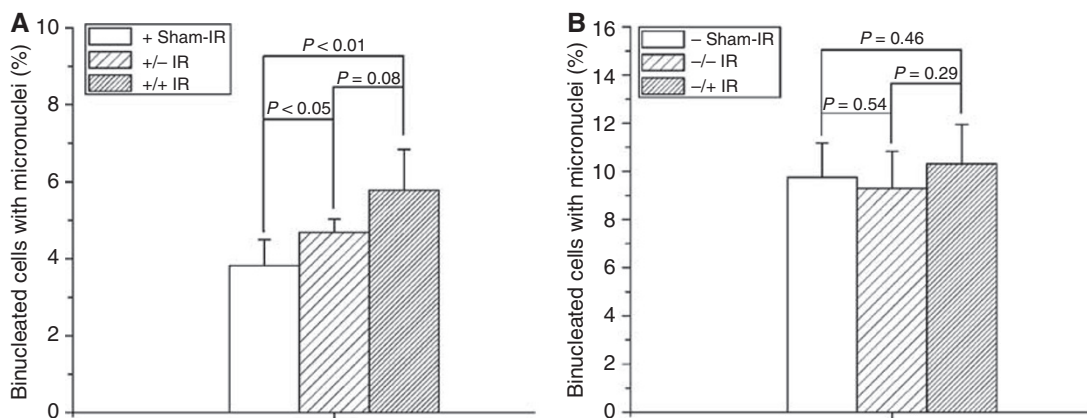 A
Binucleated cells with micronuclei (%)
10
8
6
4
2
0
+ Sham-IR
+/− IR
+/+ IR
P < 0.01
P = 0.08
P < 0.05
B
Binucleated cells with micronuclei (%)
16
14
12
10
8
6
4
2
0
− Sham-IR
−/− IR
−/+ IR
P = 0.46
P = 0.29
P = 0.54